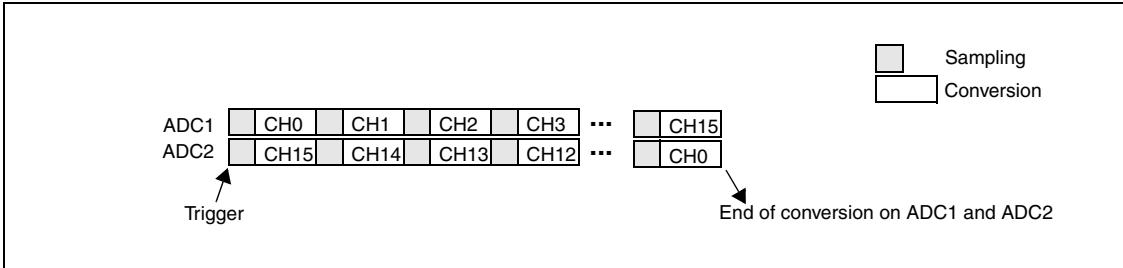 Sampling
Conversion
ADC1 CH0 CH1 CH2 CH3 ... CH15
ADC2 CH15 CH14 CH13 CH12 ... CH0
Trigger
End of conversion on ADC1 and ADC2